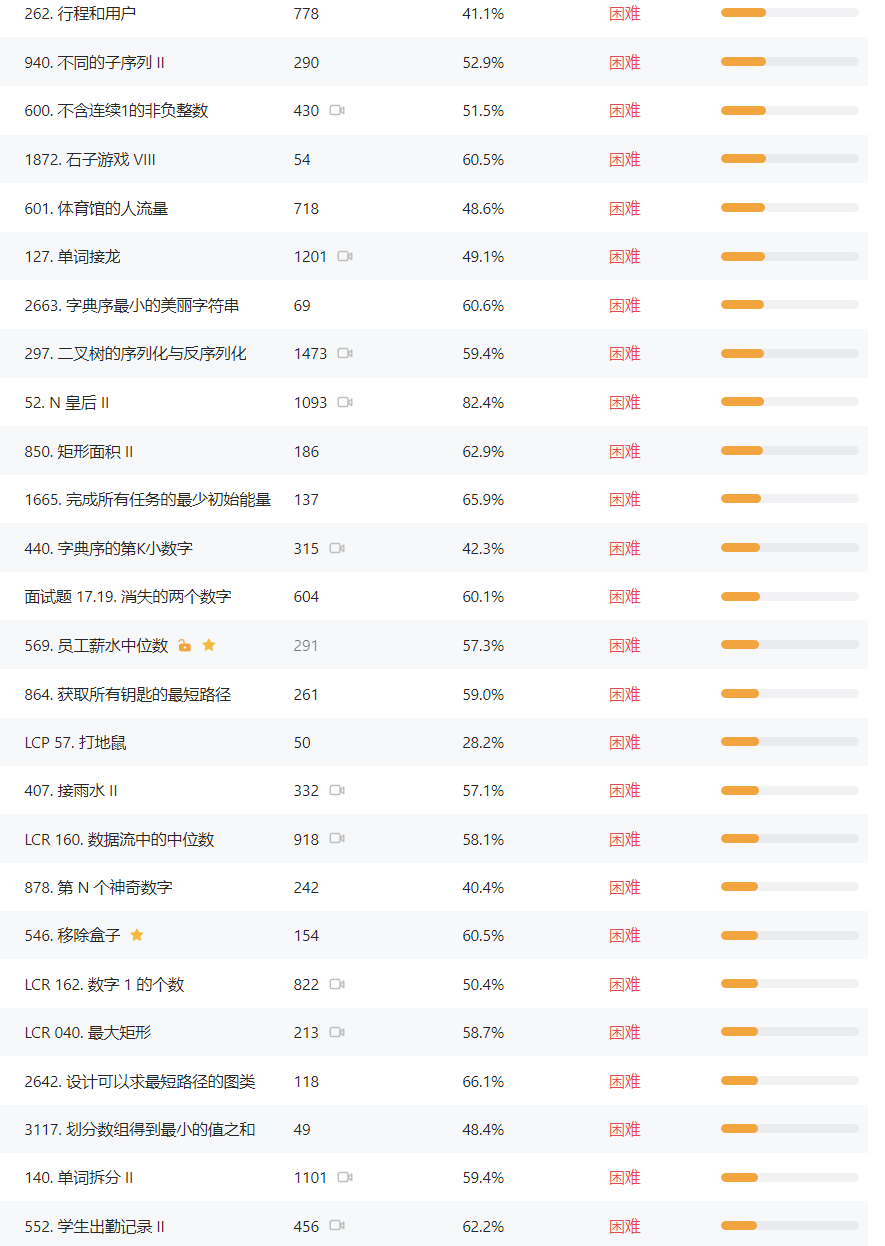 262. 行程和用户 778 41.1% 困难
940. 不同的子序列 II 290 52.9% 困难
600. 不含连续1的非负整数 430 51.5% 困难
1872. 石子游戏 VIII 54 60.5% 困难
601. 体育馆的人流量 718 48.6% 困难
127. 单词接龙 1201 49.1% 困难
2663. 字典序最小的美丽字符串 69 60.6% 困难
297. 二叉树的序列化与反序列化 1473 59.4% 困难
52. N 皇后 II 1093 82.4% 困难
850. 矩形面积 II 186 62.9% 困难
1665. 完成所有任务的最少初始能量 137 65.9% 困难
440. 字典序的第K小数字 315 42.3% 困难
面试题 17.19. 消失的两个数字 604 60.1% 困难
569. 员工薪水中位数 291 57.3% 困难
864. 获取所有钥匙的最短路径 261 59.0% 困难
LCP 57. 打地鼠 50 28.2% 困难
407. 接雨水 II 332 57.1% 困难
LCR 160. 数据流中的中位数 918 58.1% 困难
878. 第 N 个神奇数字 242 40.4% 困难
546. 移除盒子 154 60.5% 困难
LCR 162. 数字 1 的个数 822 50.4% 困难
LCR 040. 最大矩形 213 58.7% 困难
2642. 设计可以求最短路径的图类 118 66.1% 困难
3117. 划分数组得到最小的值之和 49 48.4% 困难
140. 单词拆分 II 1101 59.4% 困难
552. 学生出勤记录 II 456 62.2% 困难